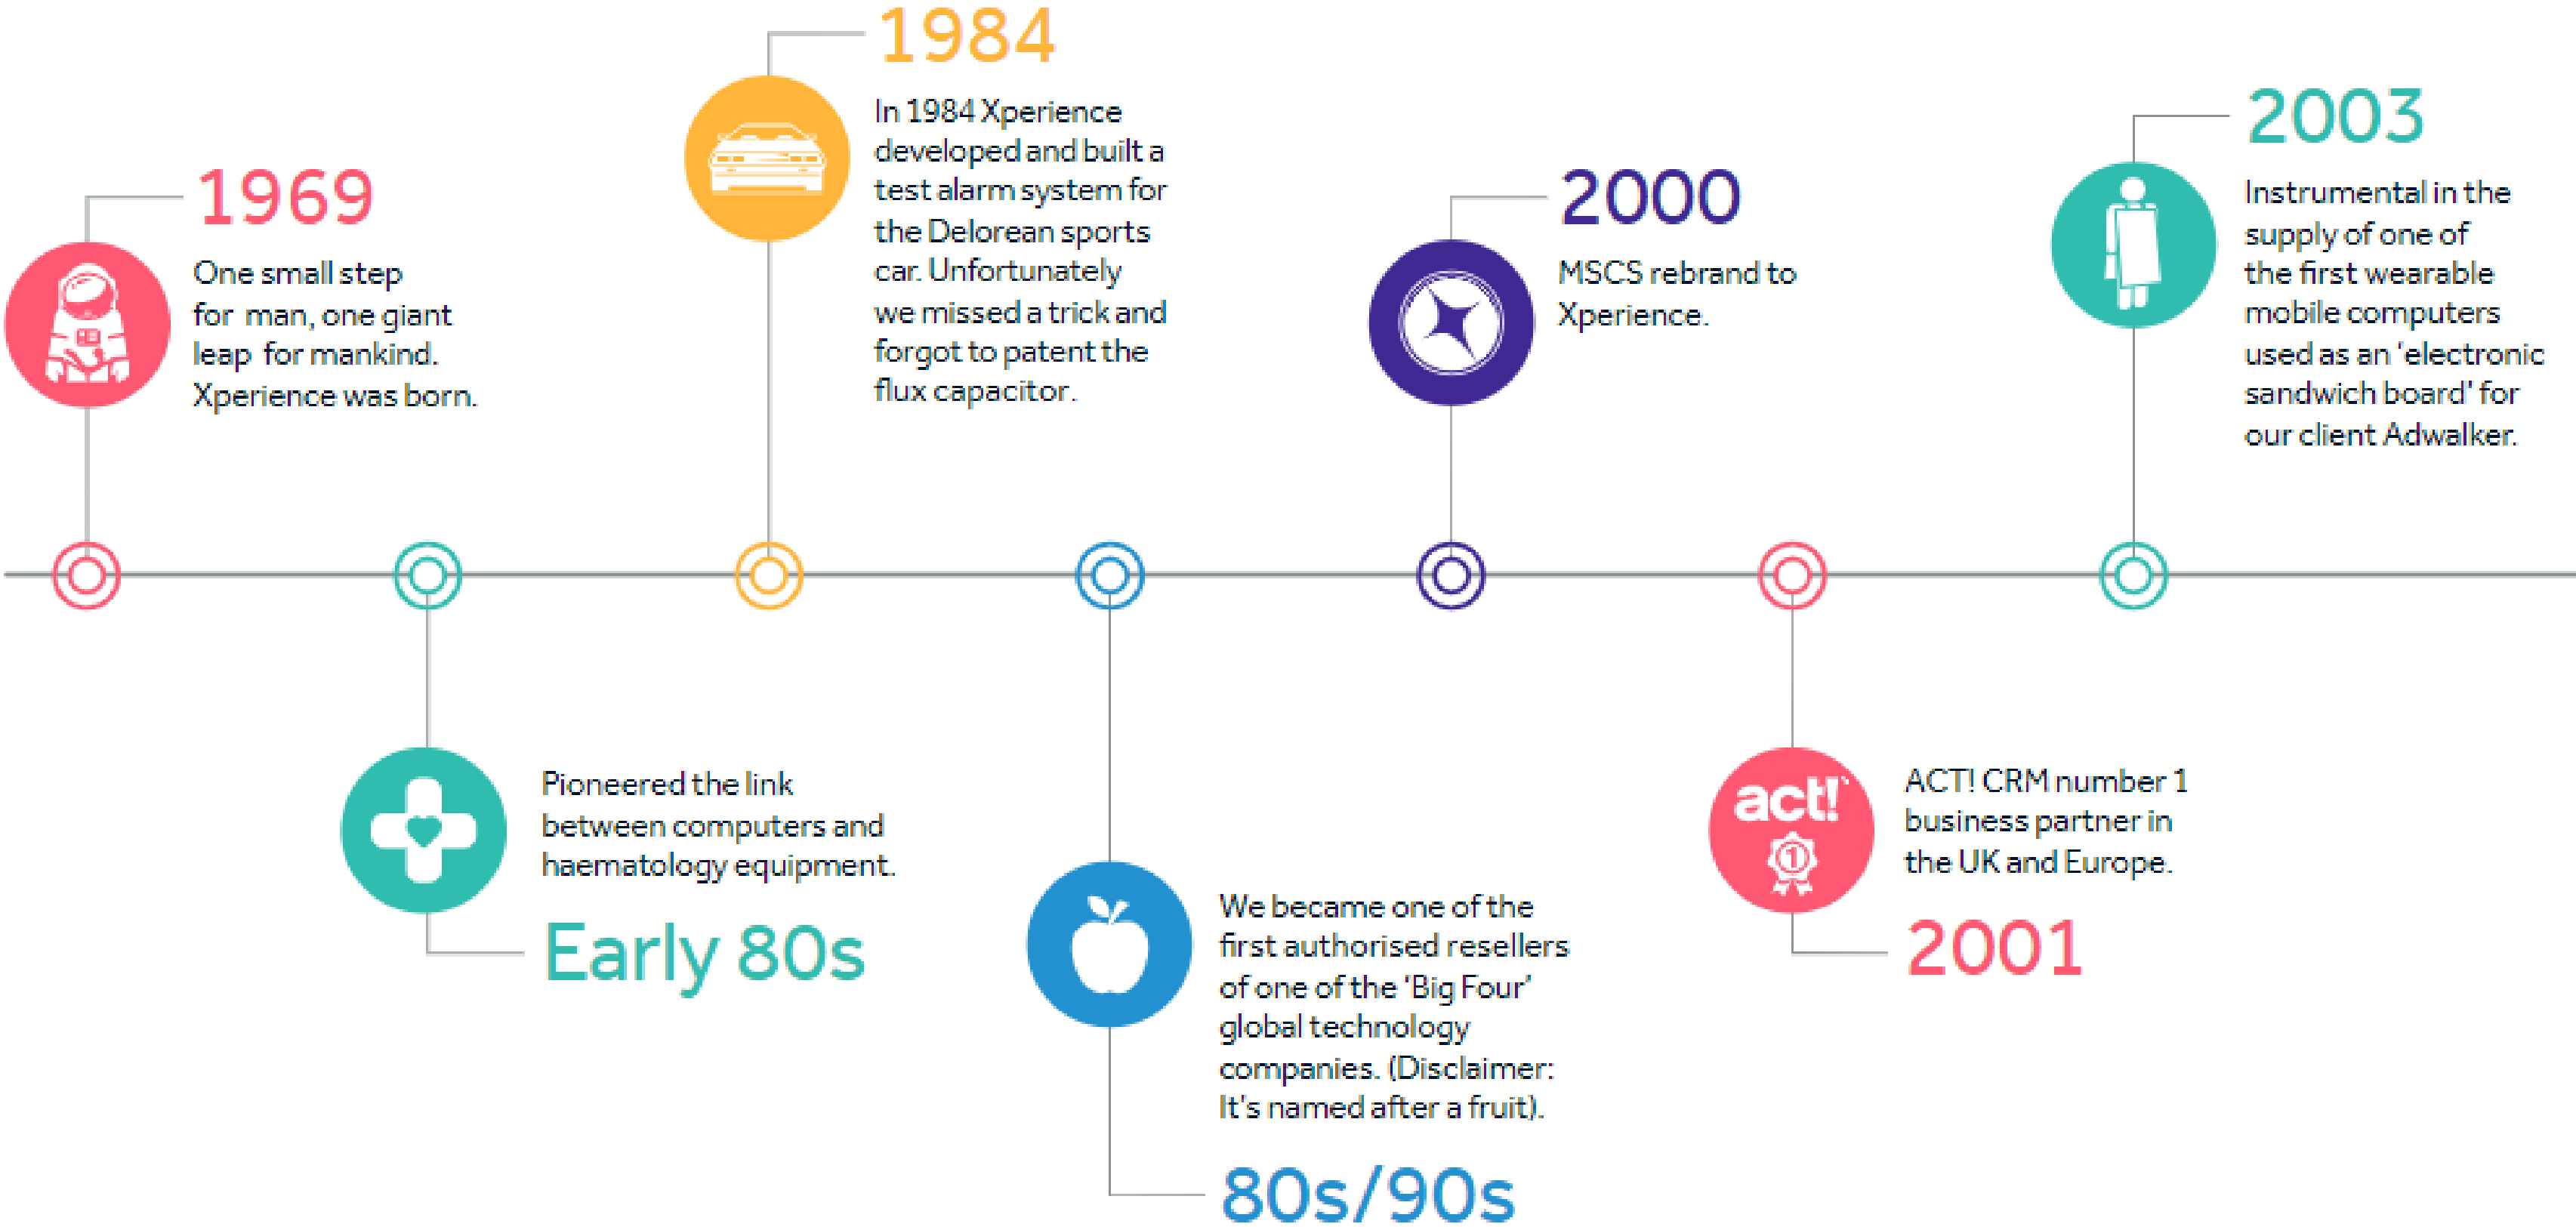 1969
One small step
for man, one giant
leap for mankind.
Xperience was born.
Pioneered the link
between computers and
haematology equipment.
Early 80s
1984
In 1984 Xperience
developed and built a
test alarm system for
the Delorean sports
car. Unfortunately
we missed a trick and
forgot to patent the
flux capacitor.
We became one of the
first authorised resellers
of one of the ‘Big Four’
global technology
companies. (Disclaimer:
It's named after a fruit).
80s/90s
2000
MSCS rebrand to
Xperience.
act!
1
ACT! CRM number 1
business partner in
the UK and Europe.
2001
2003
Instrumental in the
supply of one of
the first wearable
mobile computers
used as an ‘electronic
sandwich board’ for
our client Adwalker.